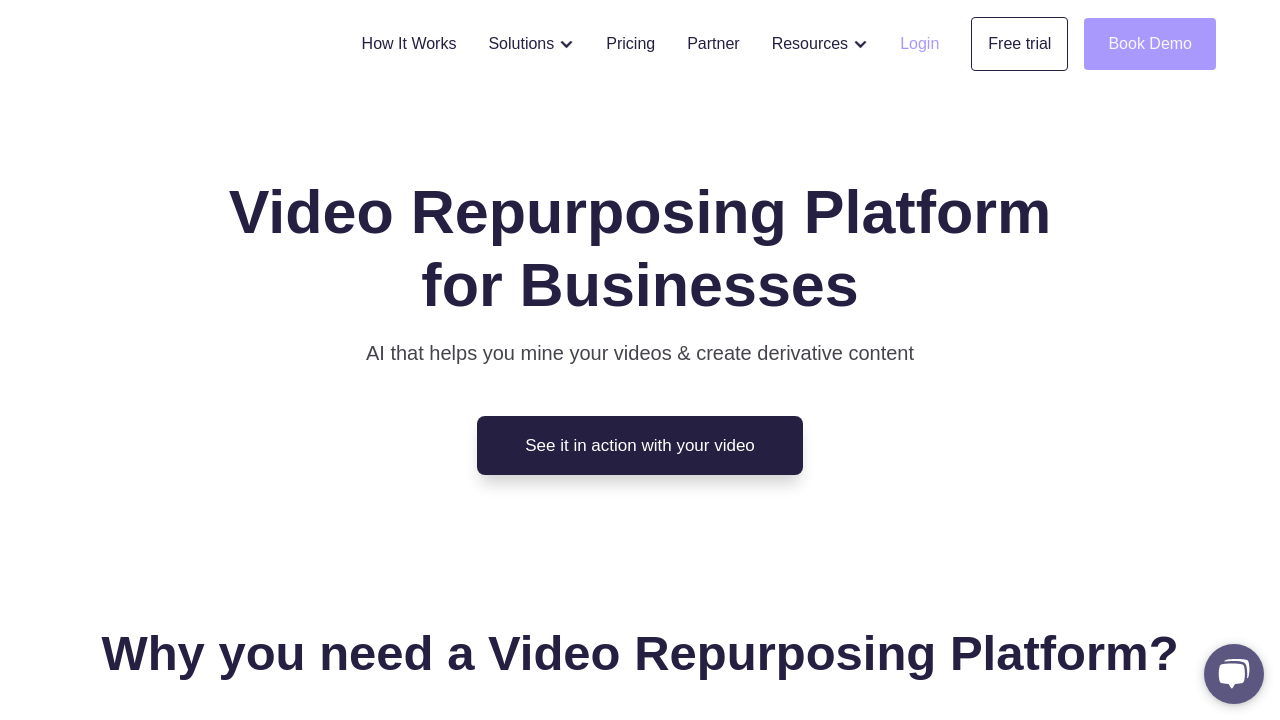 How It Works
Solutions
Pricing
Partner
Resources
Login
Free trial
Book Demo
Video Repurposing Platform
for Businesses
AI that helps you mine your videos & create derivative content
See it in action with your video
Why you need a Video Repurposing Platform?